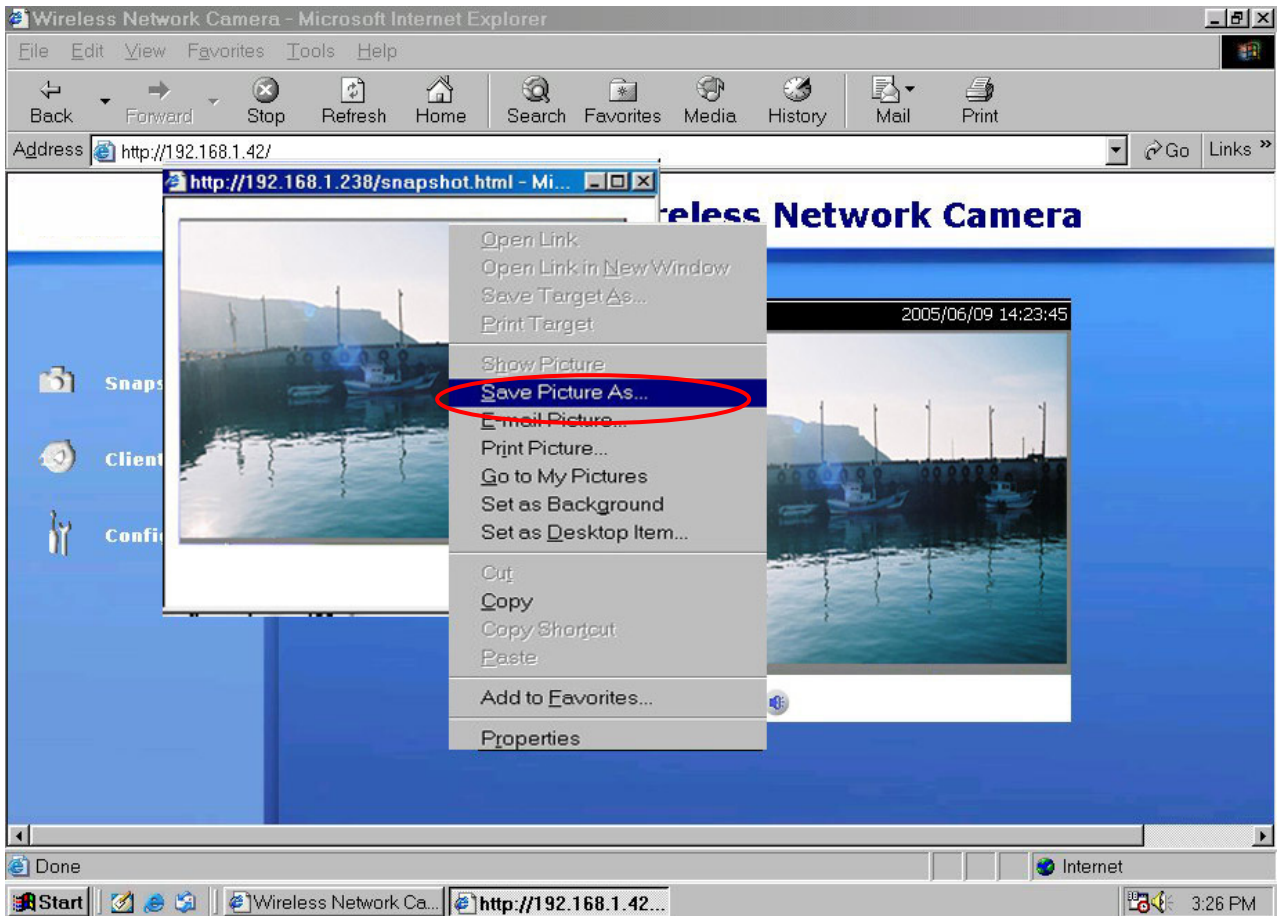 Wireless Network Camera - Microsoft Internet Explorer
File Edit View Favorites Tools Help
Back Forward Stop Refresh Home Search Favorites Media History Mail Print
Address http://192.168.1.42/ Go Links »
http://192.168.1.238/snapshot.html - Mi...
reless Network Camera
2005/06/09 14:23:45
Snaps
Client
Confi
Open Link
Open Link in New Window
Save Target As...
Print Target
Show Picture
Save Picture As...
E-mail Picture...
Print Picture...
Go to My Pictures
Set as Background
Set as Desktop Item...
Cut
Copy
Copy Shortcut
Paste
Add to Favorites...
Properties
Done Internet
Start Wireless Network Ca... http://192.168.1.42... 3:26 PM